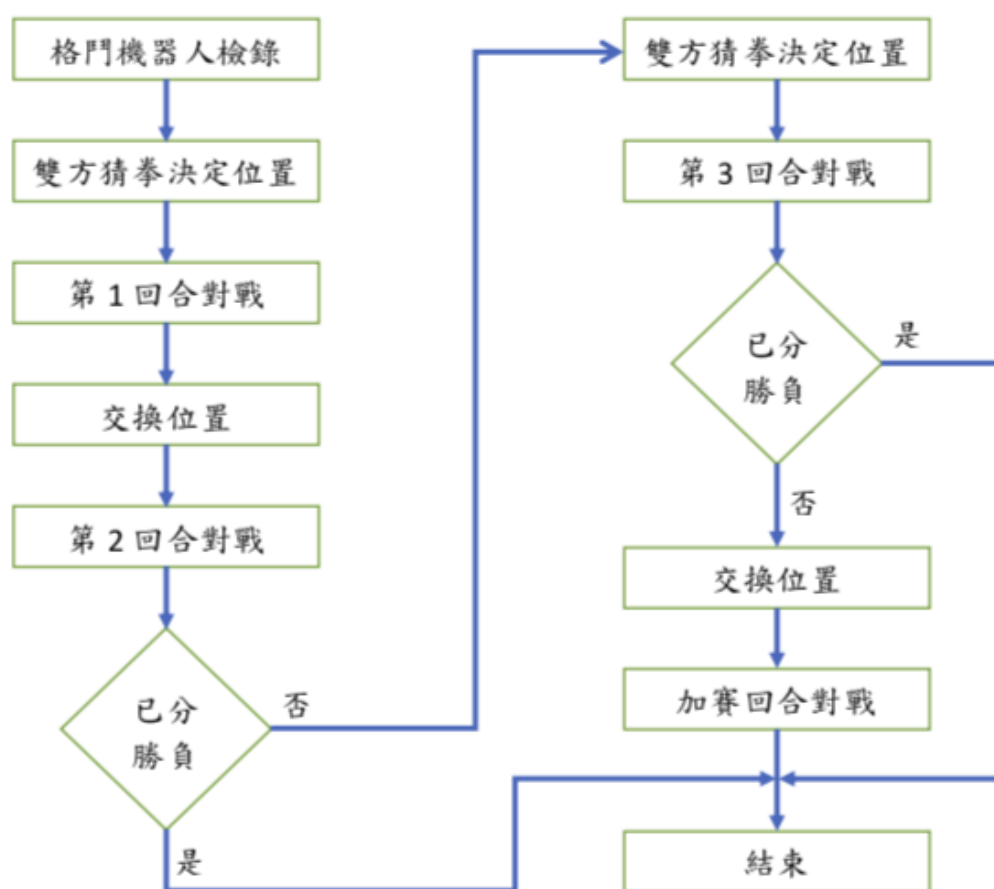 格鬥機器人檢錄
雙方猜拳決定位置
第 1 回合對戰
交換位置
第 2 回合對戰
已分
勝負
否
是
雙方猜拳決定位置
第 3 回合對戰
已分
勝負
是
否
交換位置
加賽回合對戰
結束